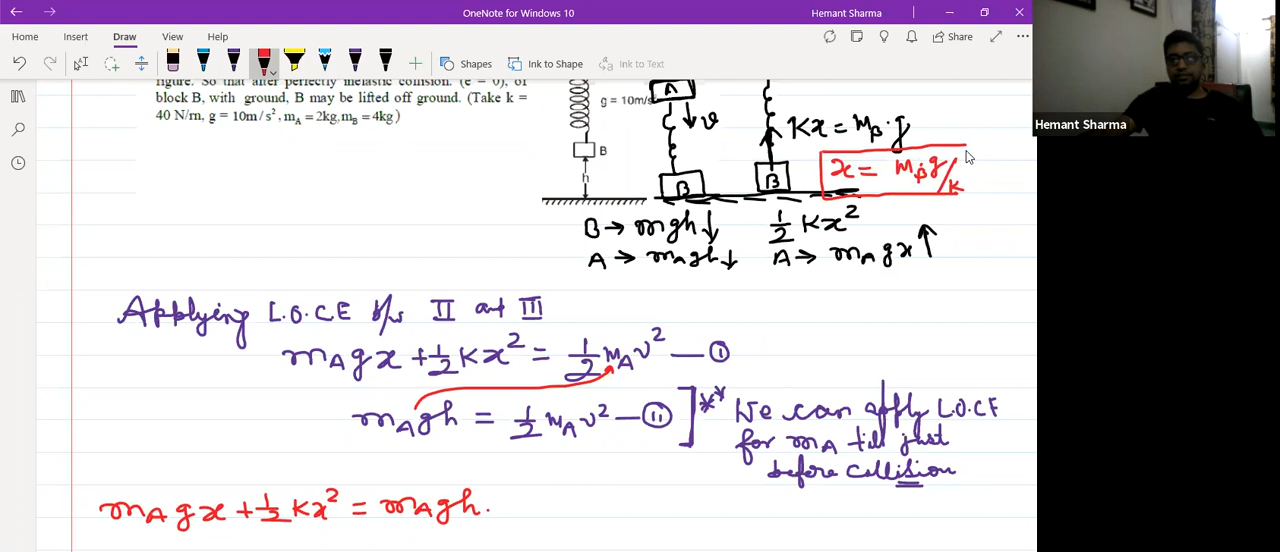 OneNote for Windows 10
Hemant Sharma
Home Insert Draw View Help
Share
Shapes
Ink to Shape
Ink to Text
figure. So that after perfectly inelastic collision. (e = 0), of
block B, with ground, B may be lifted off ground. (Take k =
40 N/m, g = 10m/s², mA = 2kg, mB = 4kg)
g = 10m/s²
B
h
A
v
B
Kx = mB.g
B
x = mBg/K
B → mgh↓
A → mAgh↓
1/2 Kx²
A → mAgx ↑
Hemant Sharma
Applying L.O.C.E b/w II and III
mAgx + 1/2 Kx² = 1/2 mAv² — ①
mAgh = 1/2 mAv² — ⑪ ]**
We can apply L.O.C.E
for mA till just
before collision
mAgx + 1/2 Kx² = mAgh.